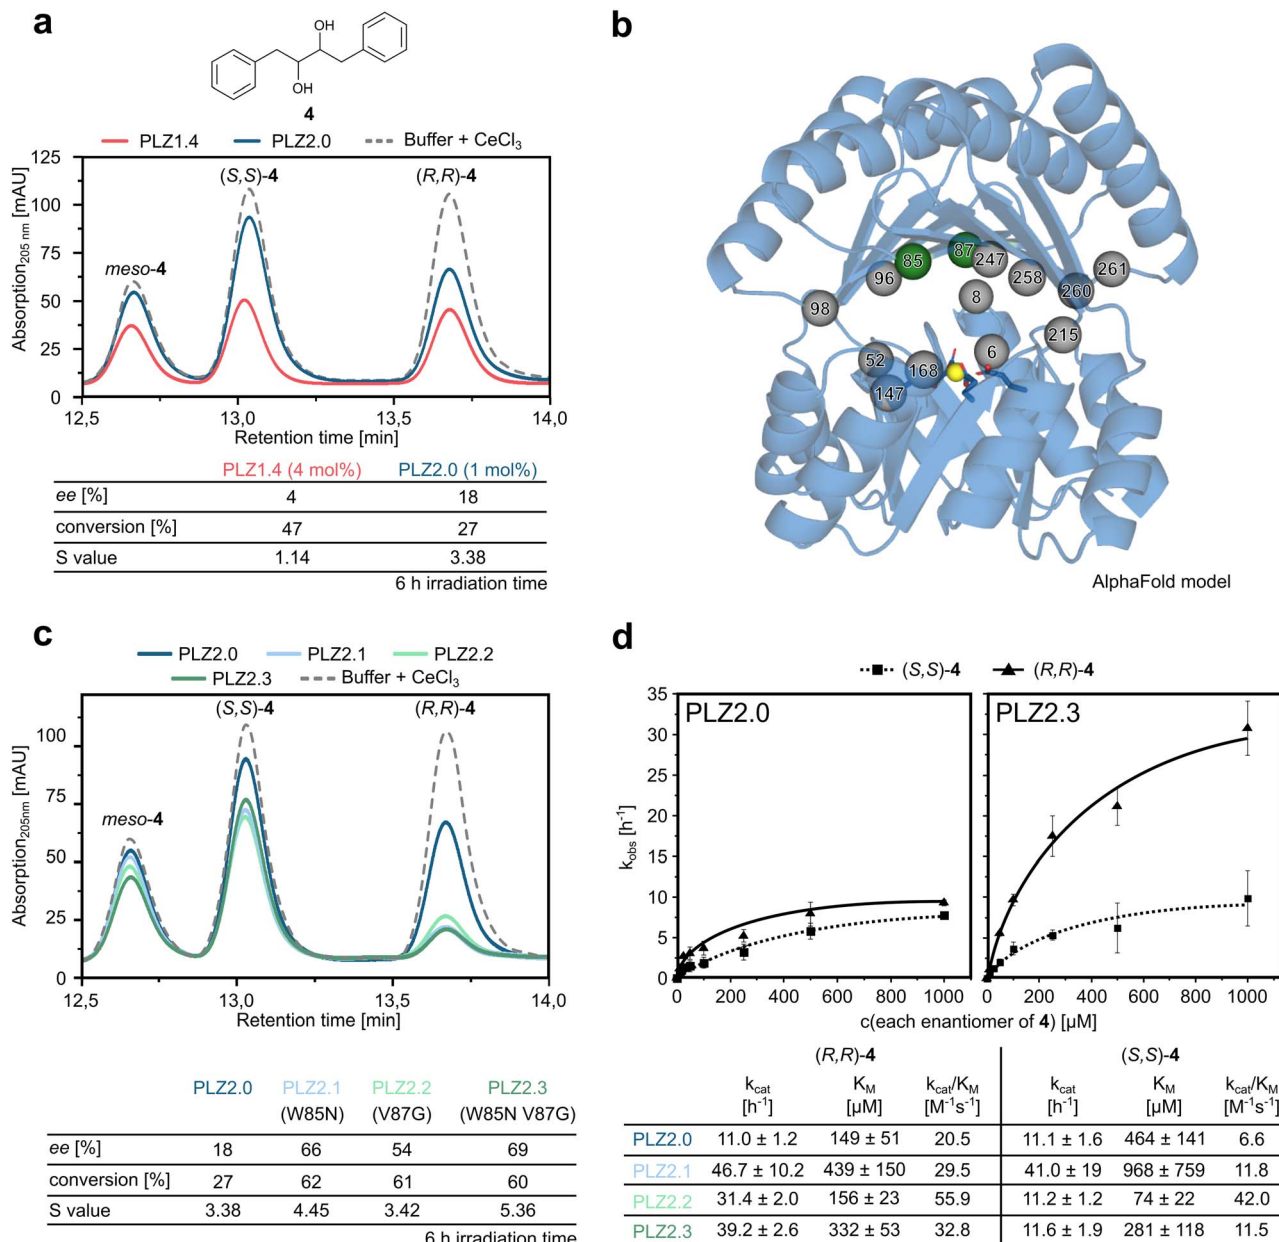 a
OH
OH
4
PLZ1.4 PLZ2.0 Buffer + CeCl3
125
100
75
50
25
0
Absorption205 nm [mAU]
meso-4
(S,S)-4
(R,R)-4
12,5 13,0 13,5 14,0
Retention time [min]
PLZ1.4 (4 mol%) PLZ2.0 (1 mol%)
ee [%] 4 18
conversion [%] 47 27
S value 1.14 3.38
6 h irradiation time
b
85
87
247
96
258
260
261
8
98
215
6
52
168
147
AlphaFold model
c
PLZ2.0 PLZ2.1 PLZ2.2
PLZ2.3 Buffer + CeCl3
100
75
50
25
0
Absorption205nm [mAU]
meso-4
(S,S)-4
(R,R)-4
12,5 13,0 13,5 14,0
Retention time [min]
PLZ2.0 PLZ2.1 PLZ2.2 PLZ2.3
(W85N) (V87G) (W85N V87G)
ee [%] 18 66 54 69
conversion [%] 27 62 61 60
S value 3.38 4.45 3.42 5.36
6 h irradiation time
d
(S,S)-4 (R,R)-4
35
30
25
20
15
10
5
0
kobs [h-1]
PLZ2.0
PLZ2.3
0 200 400 600 800 1000
0 200 400 600 800 1000
c(each enantiomer of 4) [µM]
(R,R)-4 (S,S)-4
kcat KM kcat/KM kcat KM kcat/KM
[h-1] [µM] [M-1s-1] [h-1] [µM] [M-1s-1]
PLZ2.0 11.0 ± 1.2 149 ± 51 20.5 11.1 ± 1.6 464 ± 141 6.6
PLZ2.1 46.7 ± 10.2 439 ± 150 29.5 41.0 ± 19 968 ± 759 11.8
PLZ2.2 31.4 ± 2.0 156 ± 23 55.9 11.2 ± 1.2 74 ± 22 42.0
PLZ2.3 39.2 ± 2.6 332 ± 53 32.8 11.6 ± 1.9 281 ± 118 11.5